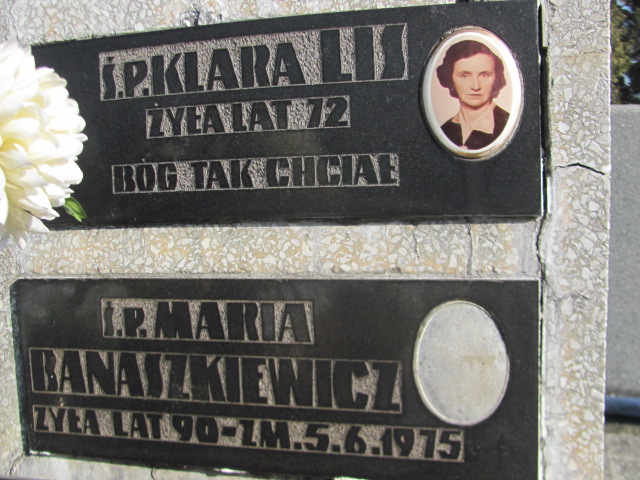 Ś.P. KLARA LIS
ŻYŁA LAT 72
BÓG TAK CHCIAŁ
Ś.P. MARIA
BANASZKIEWICZ
ŻYŁA LAT 90-ZM. 5.6.1975